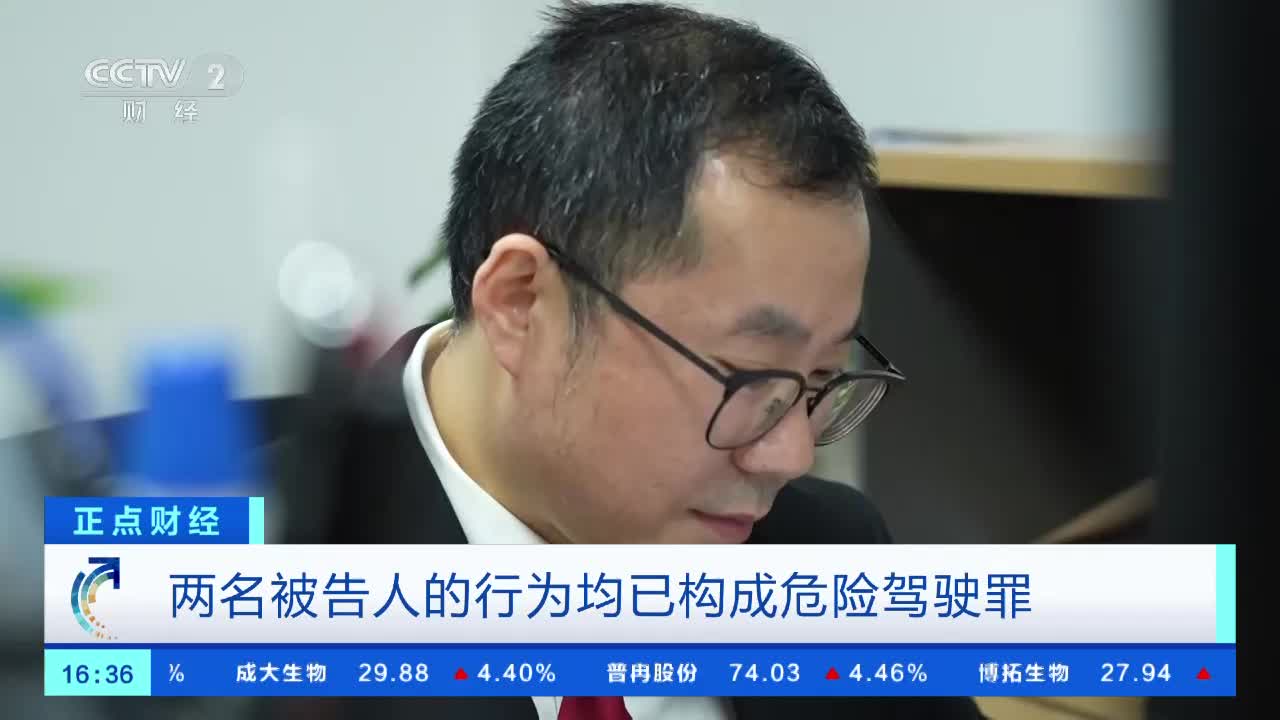 CCTV 2
财 经
正点财经
两名被告人的行为均已构成危险驾驶罪
16:36 % 成大生物 29.88 ▲ 4.40% 普冉股份 74.03 ▲ 4.46% 博拓生物 27.94 ▲